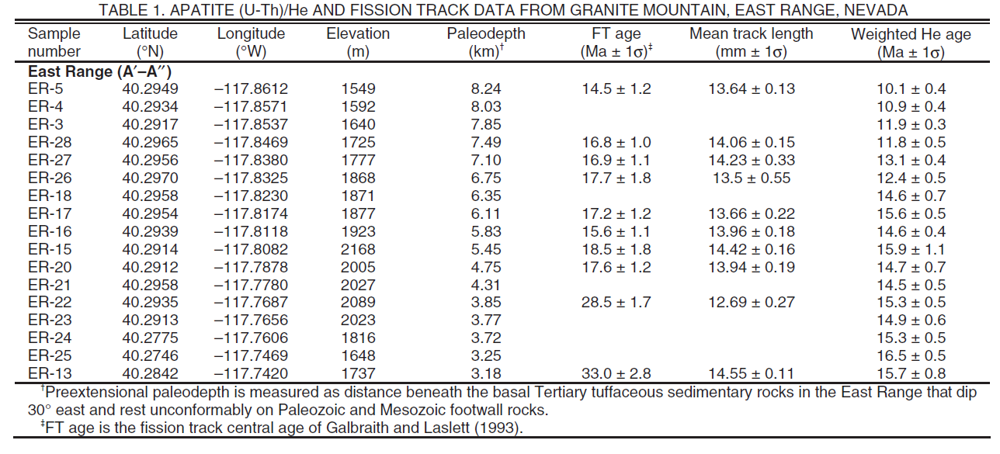 TABLE 1. APATITE (U-Th)/He AND FISSION TRACK DATA FROM GRANITE MOUNTAIN, EAST RANGE, NEVADA
Sample Latitude Longitude Elevation Paleodepth FT age Mean track length Weighted He age
number (°N) (°W) (m) (km)† (Ma ± 1σ)‡ (mm ± 1σ) (Ma ± 1σ)
East Range (A′–A″)
ER-5 40.2949 –117.8612 1549 8.24 14.5 ± 1.2 13.64 ± 0.13 10.1 ± 0.4
ER-4 40.2934 –117.8571 1592 8.03 10.9 ± 0.4
ER-3 40.2917 –117.8537 1640 7.85 11.9 ± 0.3
ER-28 40.2965 –117.8469 1725 7.49 16.8 ± 1.0 14.06 ± 0.15 11.8 ± 0.5
ER-27 40.2956 –117.8380 1777 7.10 16.9 ± 1.1 14.23 ± 0.33 13.1 ± 0.4
ER-26 40.2970 –117.8325 1868 6.75 17.7 ± 1.8 13.5 ± 0.55 12.4 ± 0.5
ER-18 40.2958 –117.8230 1871 6.35 14.6 ± 0.7
ER-17 40.2954 –117.8174 1877 6.11 17.2 ± 1.2 13.66 ± 0.22 15.6 ± 0.5
ER-16 40.2939 –117.8118 1923 5.83 15.6 ± 1.1 13.96 ± 0.18 14.6 ± 0.4
ER-15 40.2914 –117.8082 2168 5.45 18.5 ± 1.8 14.42 ± 0.16 15.9 ± 1.1
ER-20 40.2912 –117.7878 2005 4.75 17.6 ± 1.2 13.94 ± 0.19 14.7 ± 0.7
ER-21 40.2958 –117.7780 2027 4.31 14.5 ± 0.5
ER-22 40.2935 –117.7687 2089 3.85 28.5 ± 1.7 12.69 ± 0.27 15.3 ± 0.5
ER-23 40.2913 –117.7656 2023 3.77 14.9 ± 0.6
ER-24 40.2775 –117.7606 1816 3.72 15.3 ± 0.5
ER-25 40.2746 –117.7469 1648 3.25 16.5 ± 0.5
ER-13 40.2842 –117.7420 1737 3.18 33.0 ± 2.8 14.55 ± 0.11 15.7 ± 0.8
†Preextensional paleodepth is measured as distance beneath the basal Tertiary tuffaceous sedimentary rocks in the East Range that dip
30° east and rest unconformably on Paleozoic and Mesozoic footwall rocks.
‡FT age is the fission track central age of Galbraith and Laslett (1993).